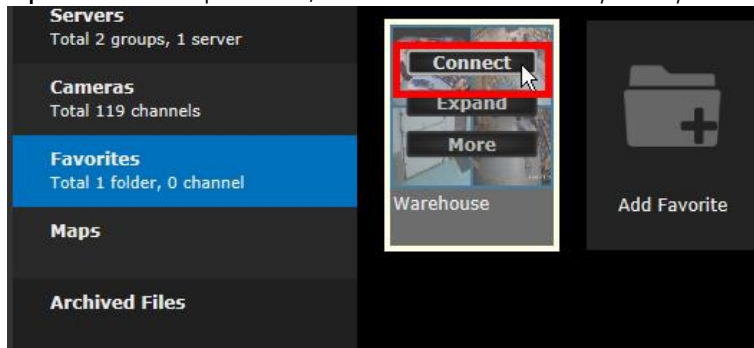 Servers
Total 2 groups, 1 server
Cameras
Total 119 channels
Favorites
Total 1 folder, 0 channel
Maps
Archived Files
Connect
Expand
More
Warehouse
Add Favorite